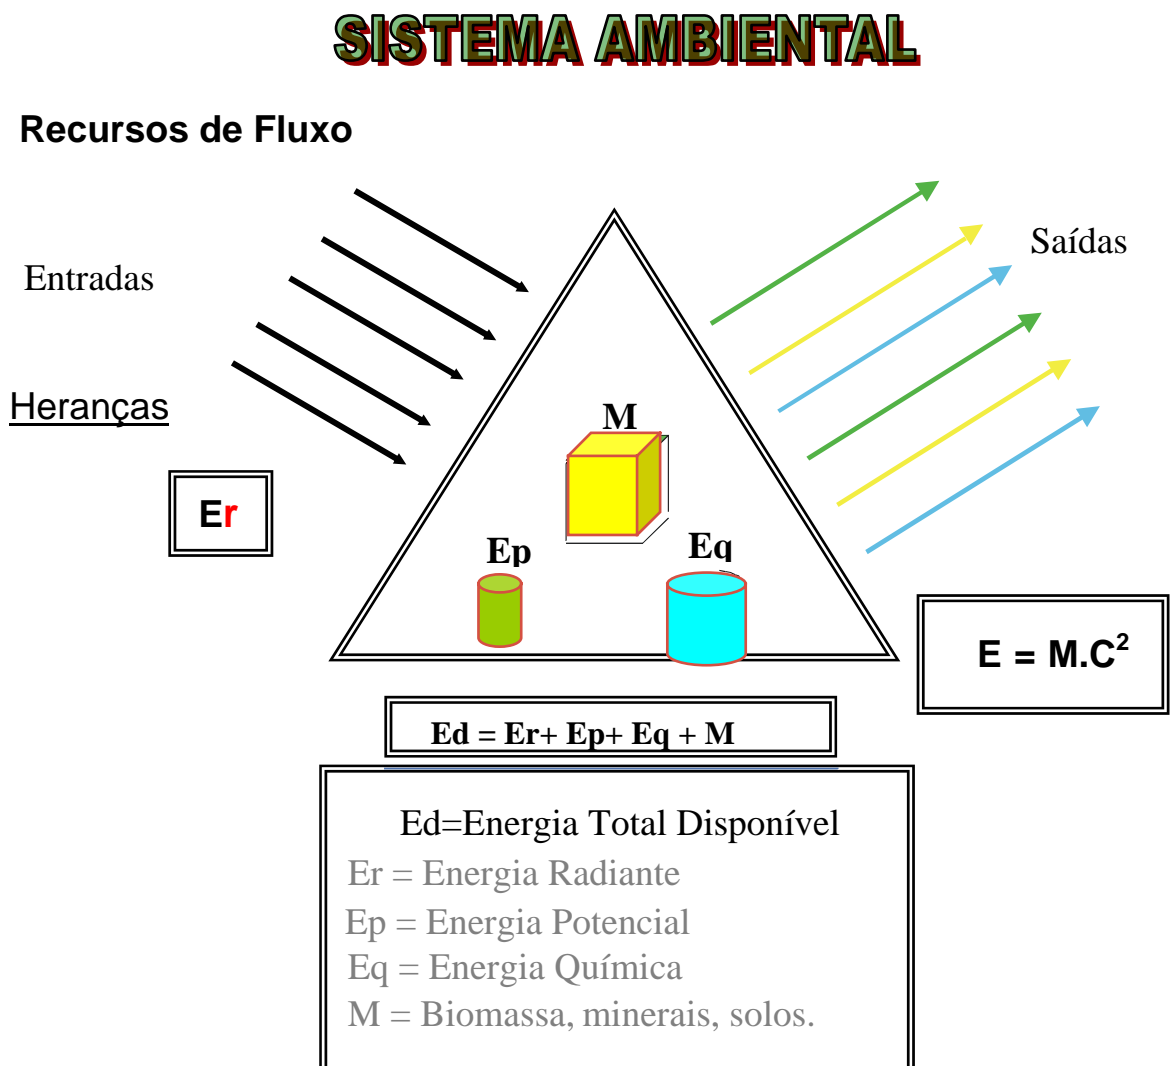 SISTEMA AMBIENTAL
Recursos de Fluxo
Entradas
Saídas
Heranças
M
Er
Ep
Eq
E = M.C²
Ed = Er+ Ep+ Eq + M
Ed=Energia Total Disponível
Er = Energia Radiante
Ep = Energia Potencial
Eq = Energia Química
M = Biomassa, minerais, solos.